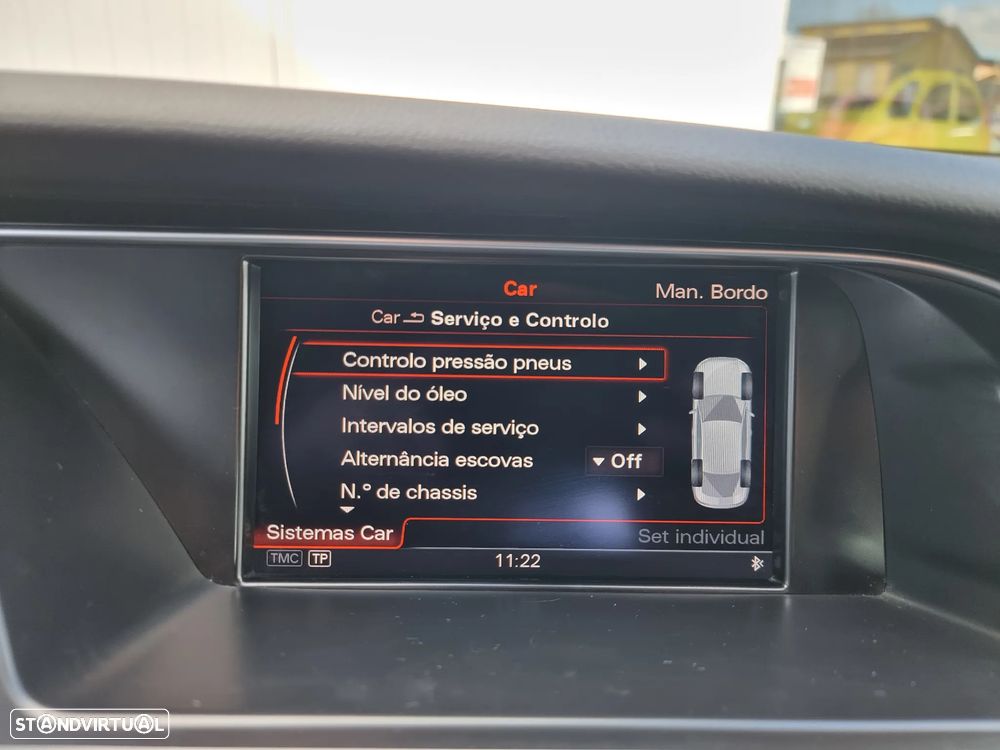 Car
Man. Bordo
Car Serviço e Controlo
Controlo pressão pneus
Nível do óleo
Intervalos de serviço
Alternância escovas Off
N.º de chassis
Sistemas Car
Set individual
TMC TP
11:22
STANDVIRTUAL